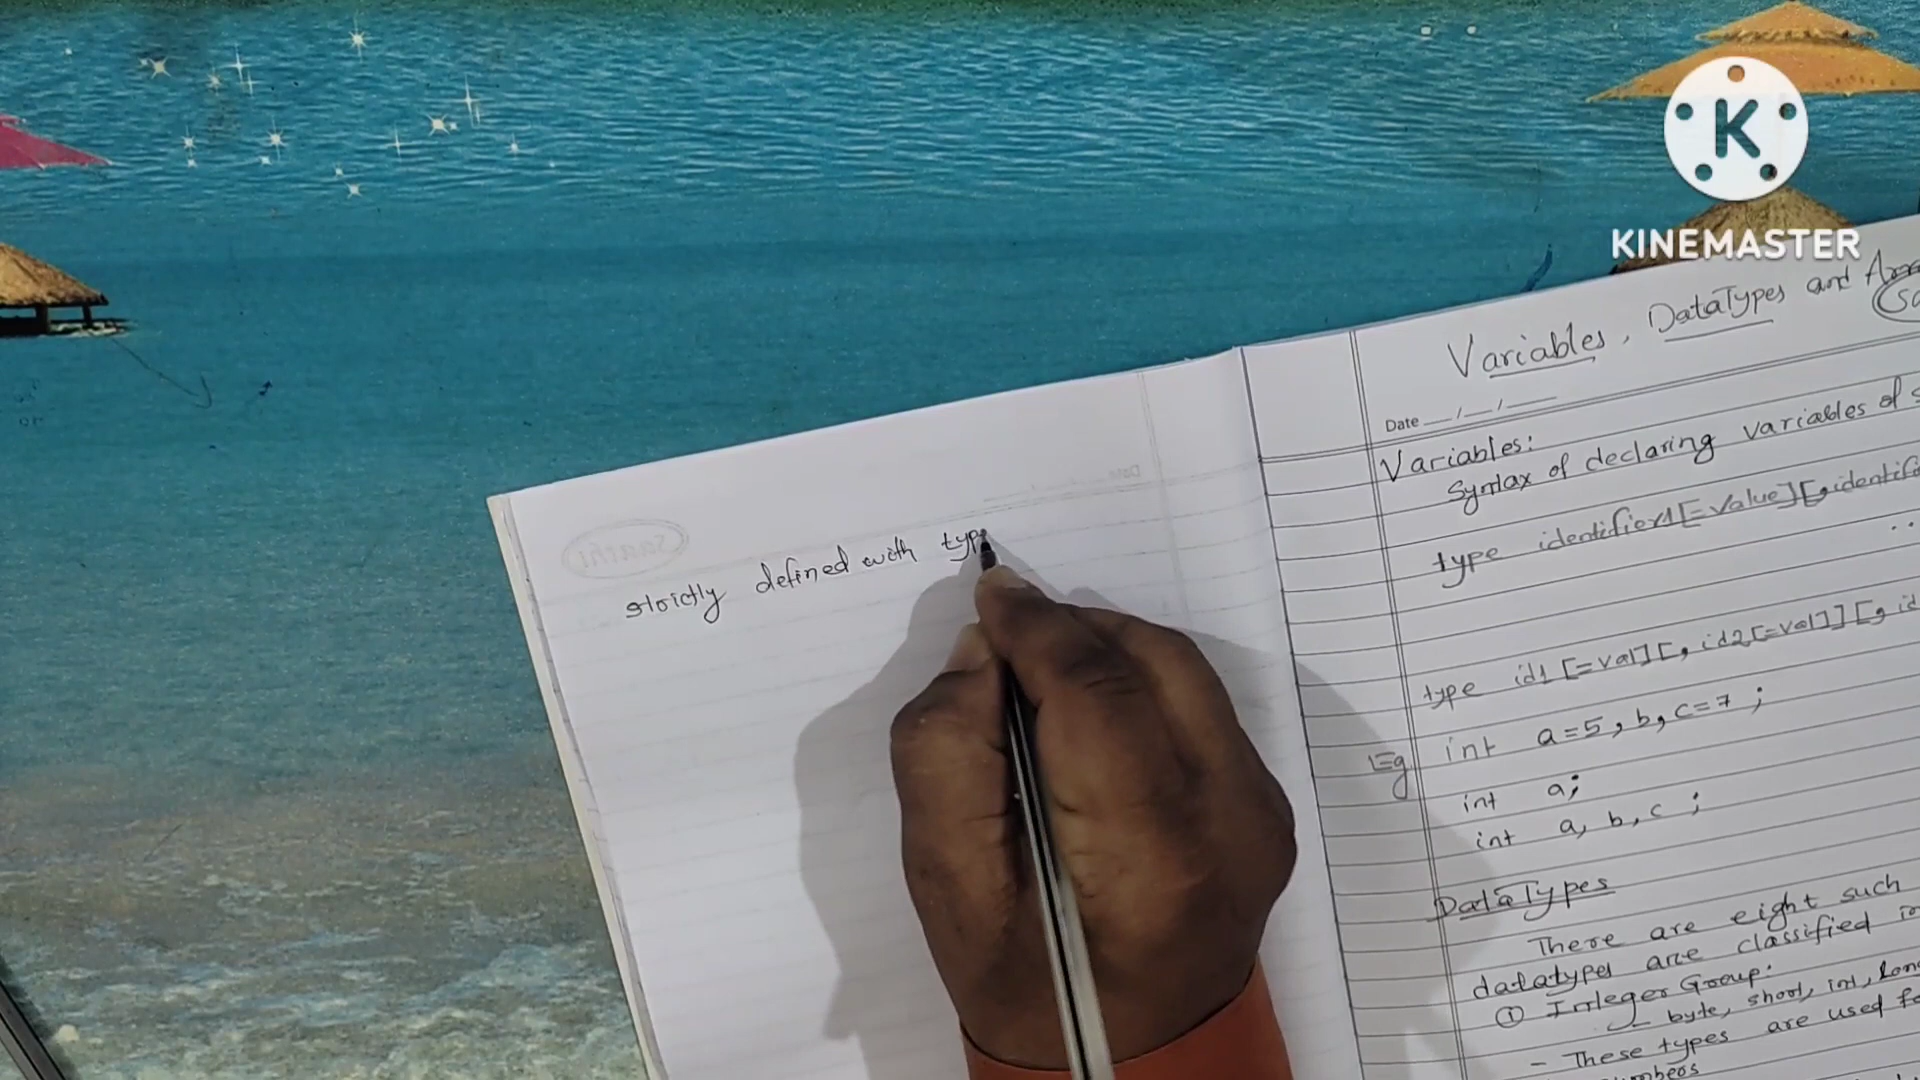 KINEMASTER
strictly defined with typ
Variables, DataTypes and
Date
Variables:
Syntax of declaring variables of
type identifier1[=value][,identifi
...
type id1[=val][, id2[=val]][, id
Eg int a=5, b, c=7 ;
int a;
int a, b, c ;
DataTypes
There are eight such
datatypes are classified in
① Integer Group:
- byte, short, int, long
- These types are used fo